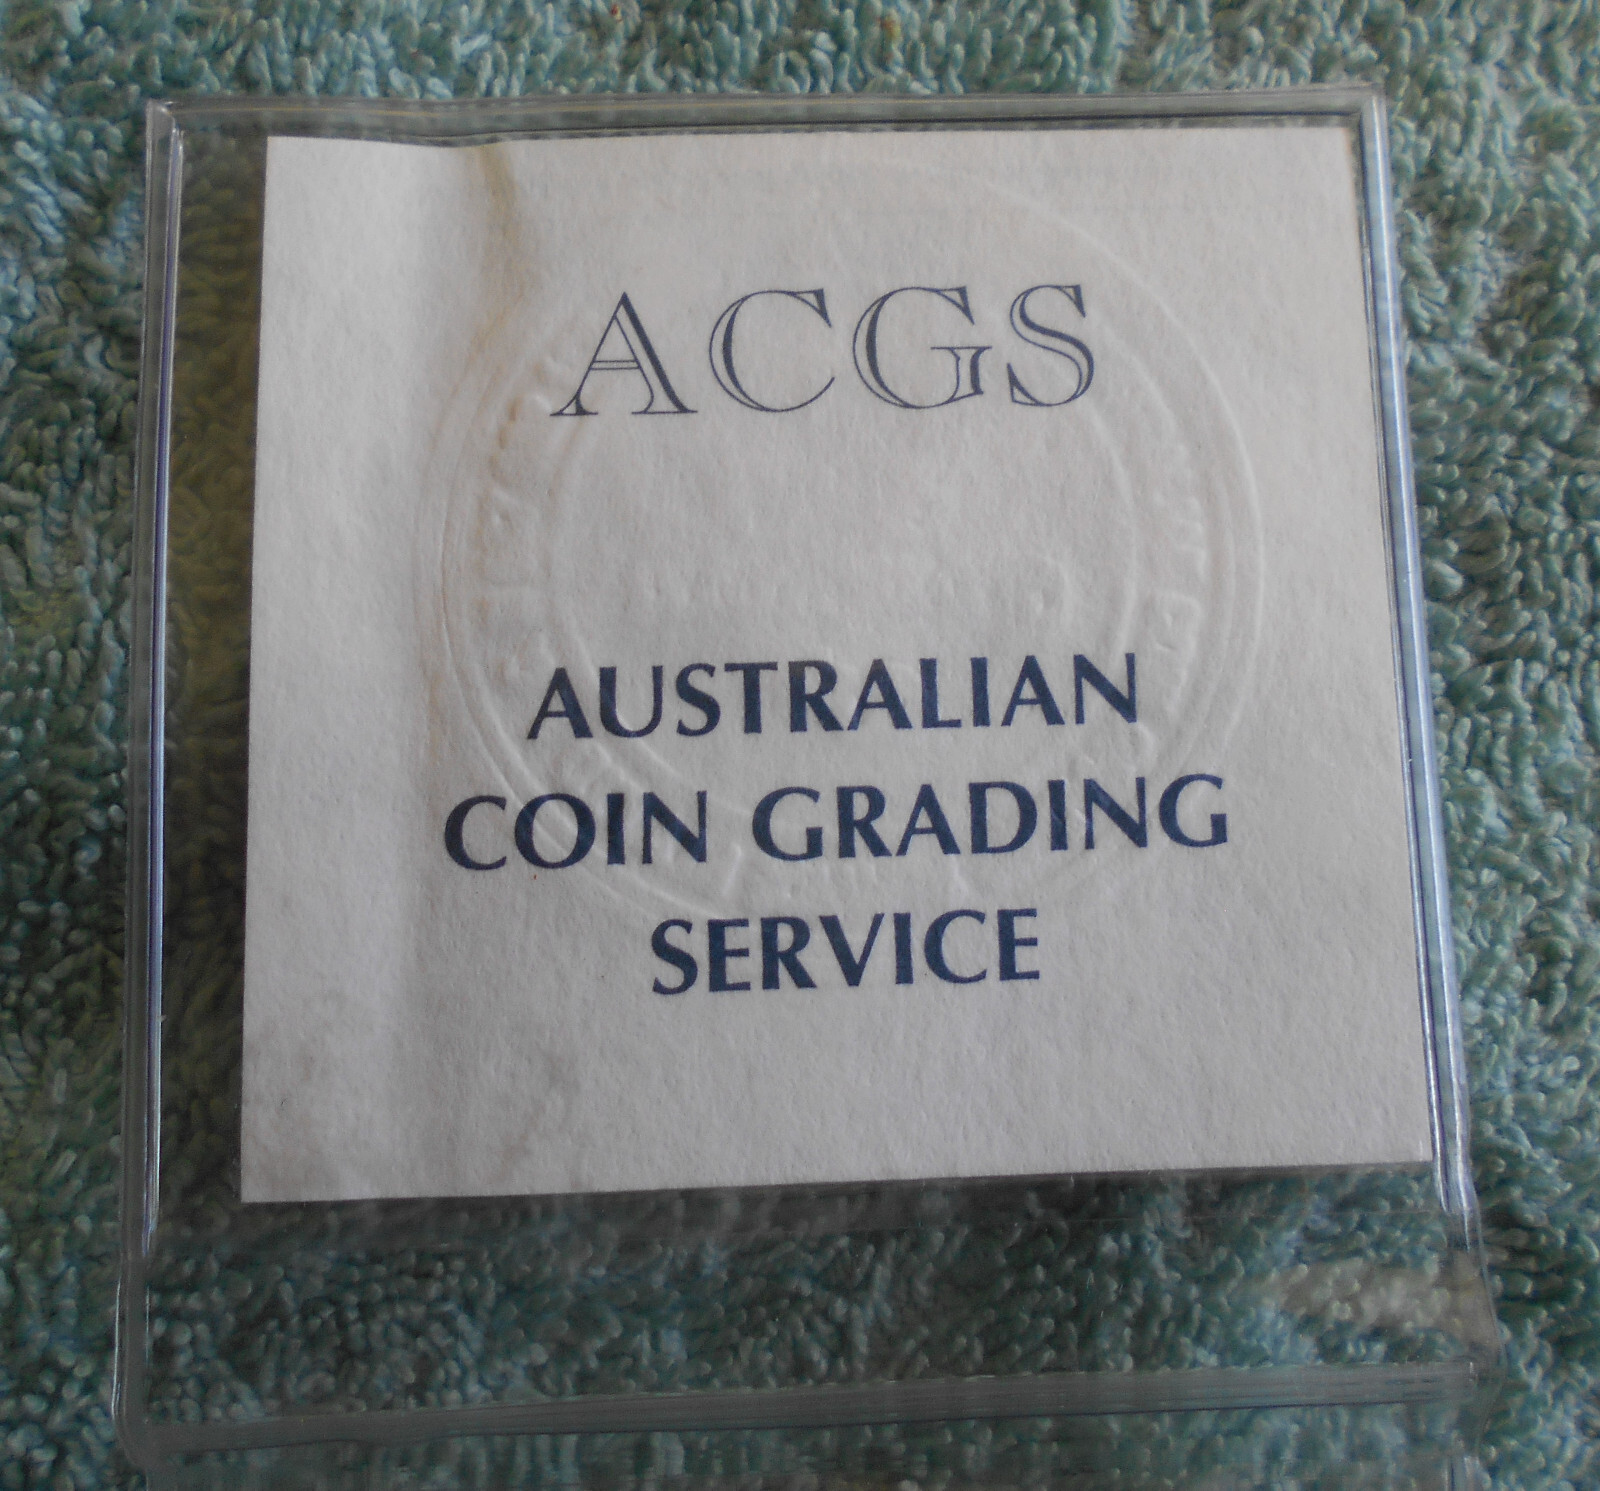 ACGS
AUSTRALIAN
COIN GRADING
SERVICE